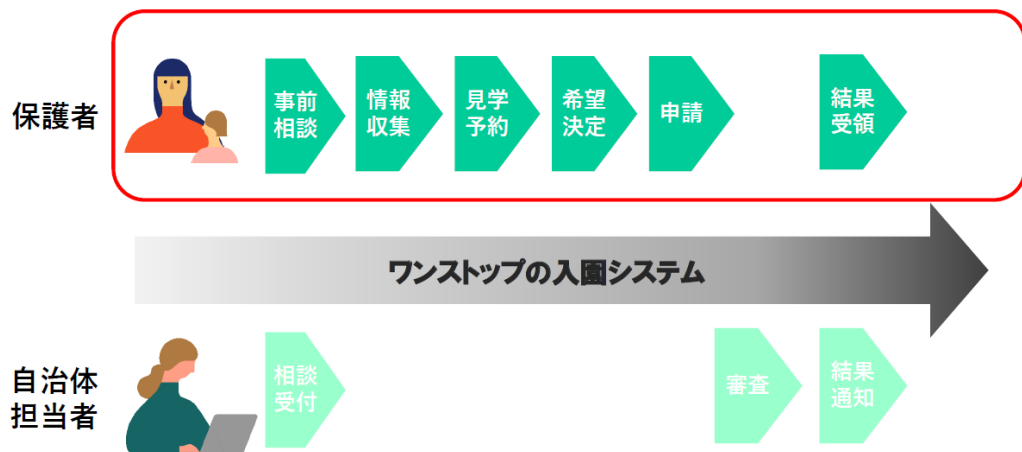 保護者
事前
相談
情報
収集
見学
予約
希望
決定
申請
結果
受領
ワンストップの入園システム
自治体
担当者
相談
受付
審査
結果
通知